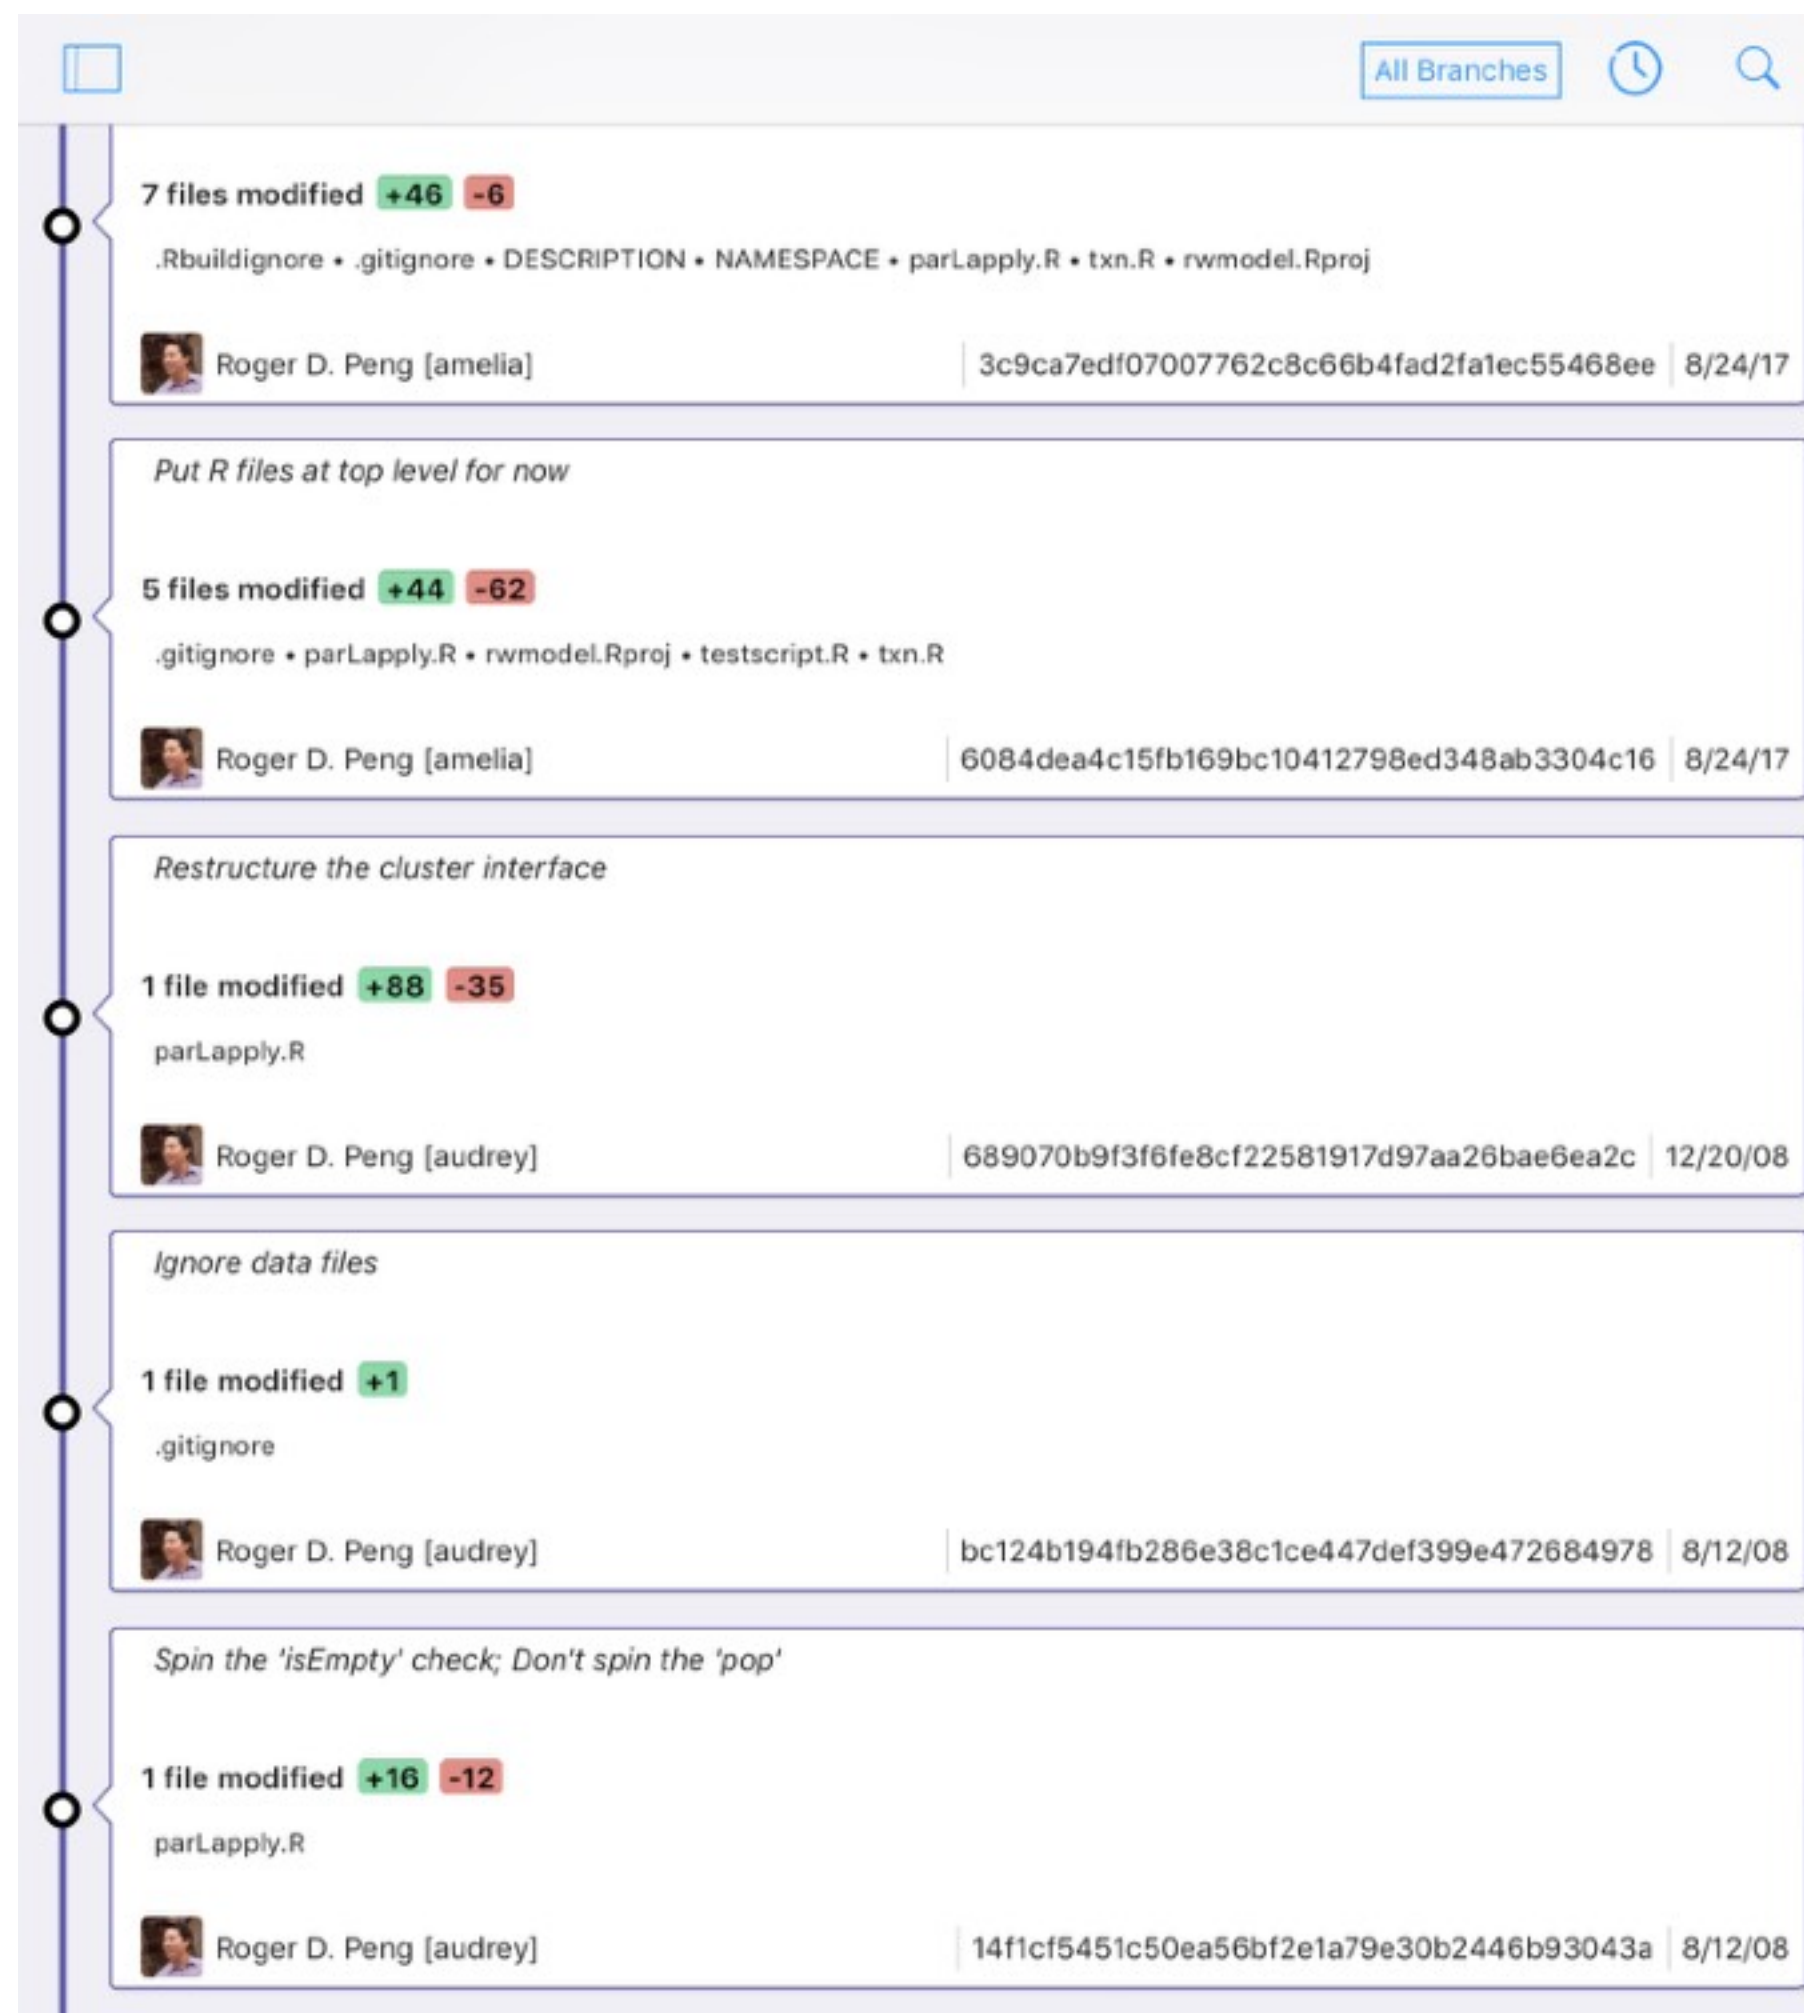 All Branches
7 files modified +46 -6
.Rbuildignore • .gitignore • DESCRIPTION • NAMESPACE • parLapply.R • txn.R • rwmodel.Rproj
Roger D. Peng [amelia] 3c9ca7edf07007762c8c66b4fad2fa1ec55468ee 8/24/17
Put R files at top level for now
5 files modified +44 -62
.gitignore • parLapply.R • rwmodel.Rproj • testscript.R • txn.R
Roger D. Peng [amelia] 6084dea4c15fb169bc10412798ed348ab3304c16 8/24/17
Restructure the cluster interface
1 file modified +88 -35
parLapply.R
Roger D. Peng [audrey] 689070b9f3f6fe8cf22581917d97aa26bae6ea2c 12/20/08
Ignore data files
1 file modified +1
.gitignore
Roger D. Peng [audrey] bc124b194fb286e38c1ce447def399e472684978 8/12/08
Spin the 'isEmpty' check; Don't spin the 'pop'
1 file modified +16 -12
parLapply.R
Roger D. Peng [audrey] 14f1cf5451c50ea56bf2e1a79e30b2446b93043a 8/12/08